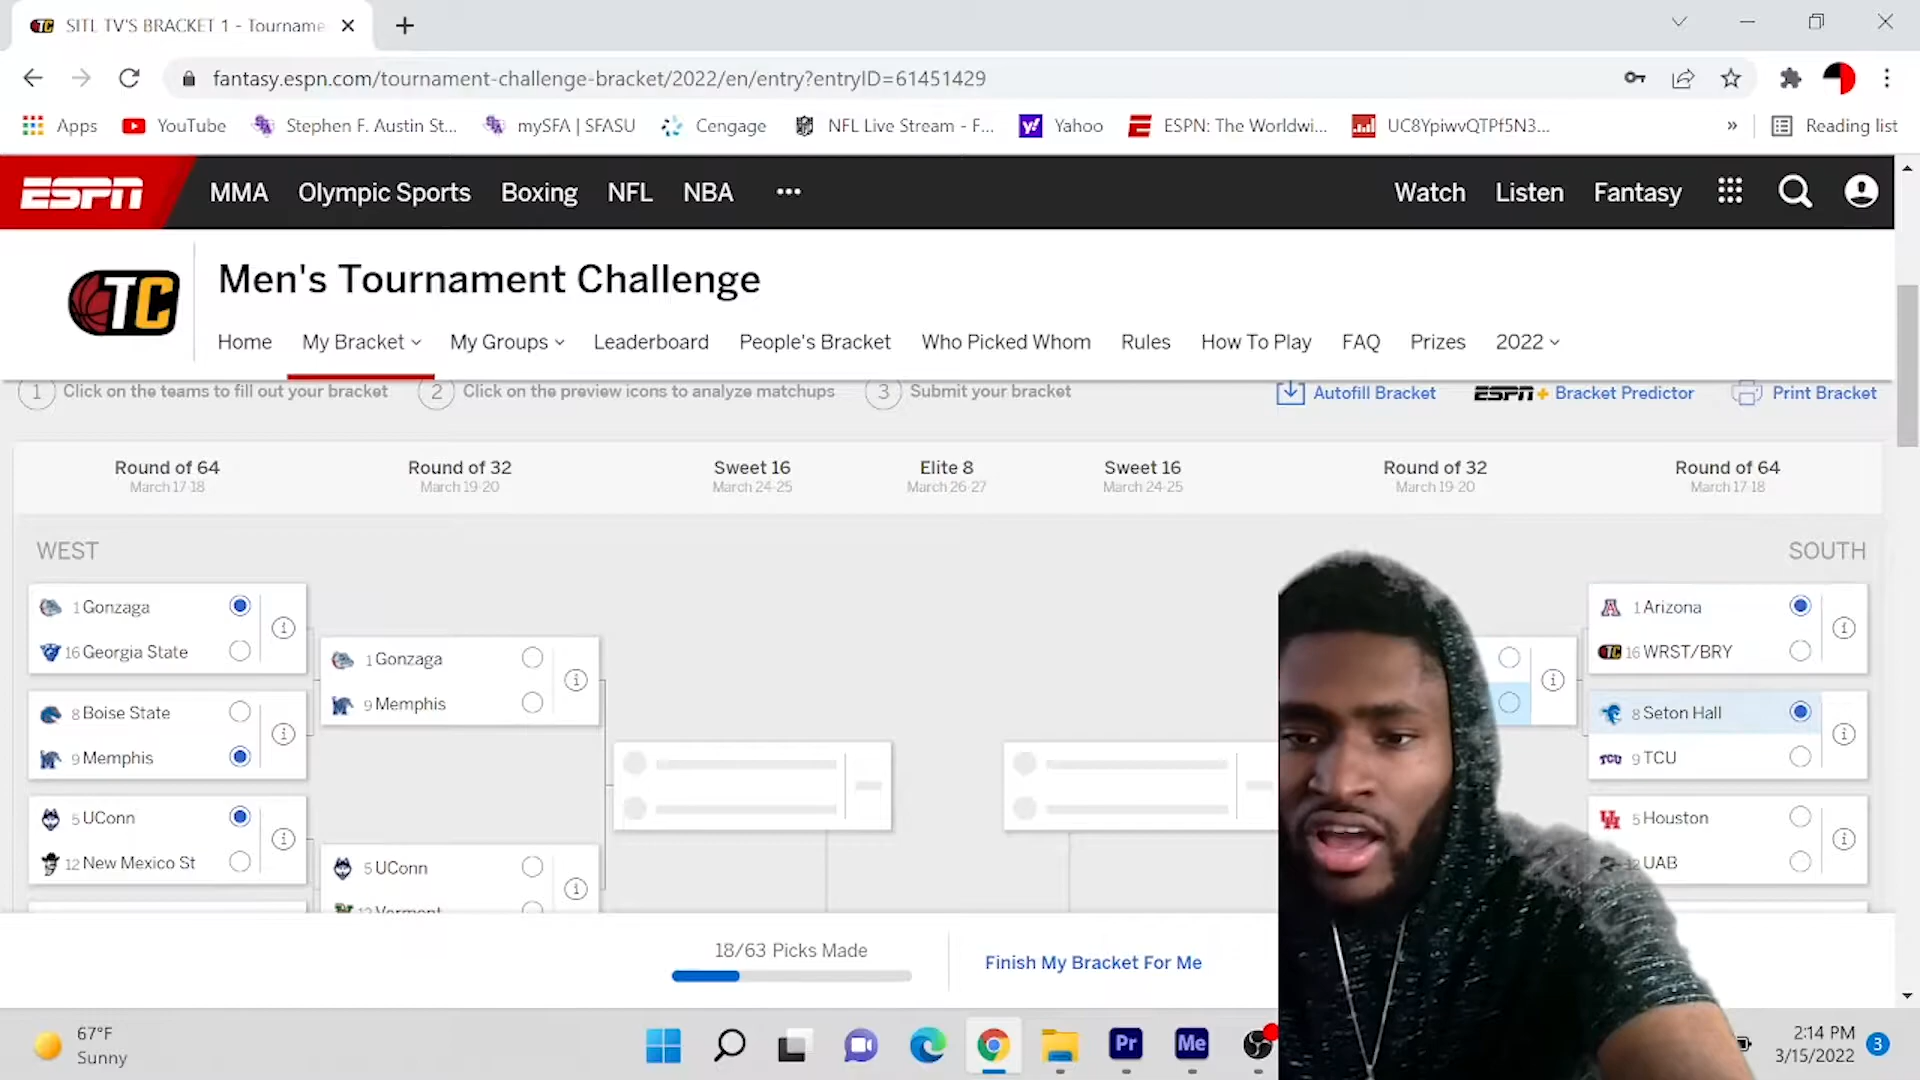 SITL TV'S BRACKET 1 - Tourname
fantasy.espn.com/tournament-challenge-bracket/2022/en/entry?entryID=61451429
Apps YouTube Stephen F. Austin St... mySFA | SFASU Cengage NFL Live Stream - F... Yahoo ESPN: The Worldwi... UC8YpiwvQTPf5N3... » Reading list
ESPN MMA Olympic Sports Boxing NFL NBA ••• Watch Listen Fantasy
TC Men's Tournament Challenge
Home My Bracket My Groups Leaderboard People's Bracket Who Picked Whom Rules How To Play FAQ Prizes 2022
1 Click on the teams to fill out your bracket 2 Click on the preview icons to analyze matchups 3 Submit your bracket Autofill Bracket ESPN+ Bracket Predictor Print Bracket
Round of 64 Round of 32 Sweet 16 Elite 8 Sweet 16 Round of 32 Round of 64
March 17-18 March 19-20 March 24-25 March 26-27 March 24-25 March 19-20 March 17-18
WEST SOUTH
1 Gonzaga
16 Georgia State
8 Boise State
9 Memphis
5 UConn
12 New Mexico St
1 Gonzaga
9 Memphis
5 UConn
Vermont
1 Arizona
16 WRST/BRY
8 Seton Hall
TCU 9 TCU
5 Houston
UAB
18/63 Picks Made
Finish My Bracket For Me
67°F
Sunny
Pr Me
2:14 PM
3/15/2022 3